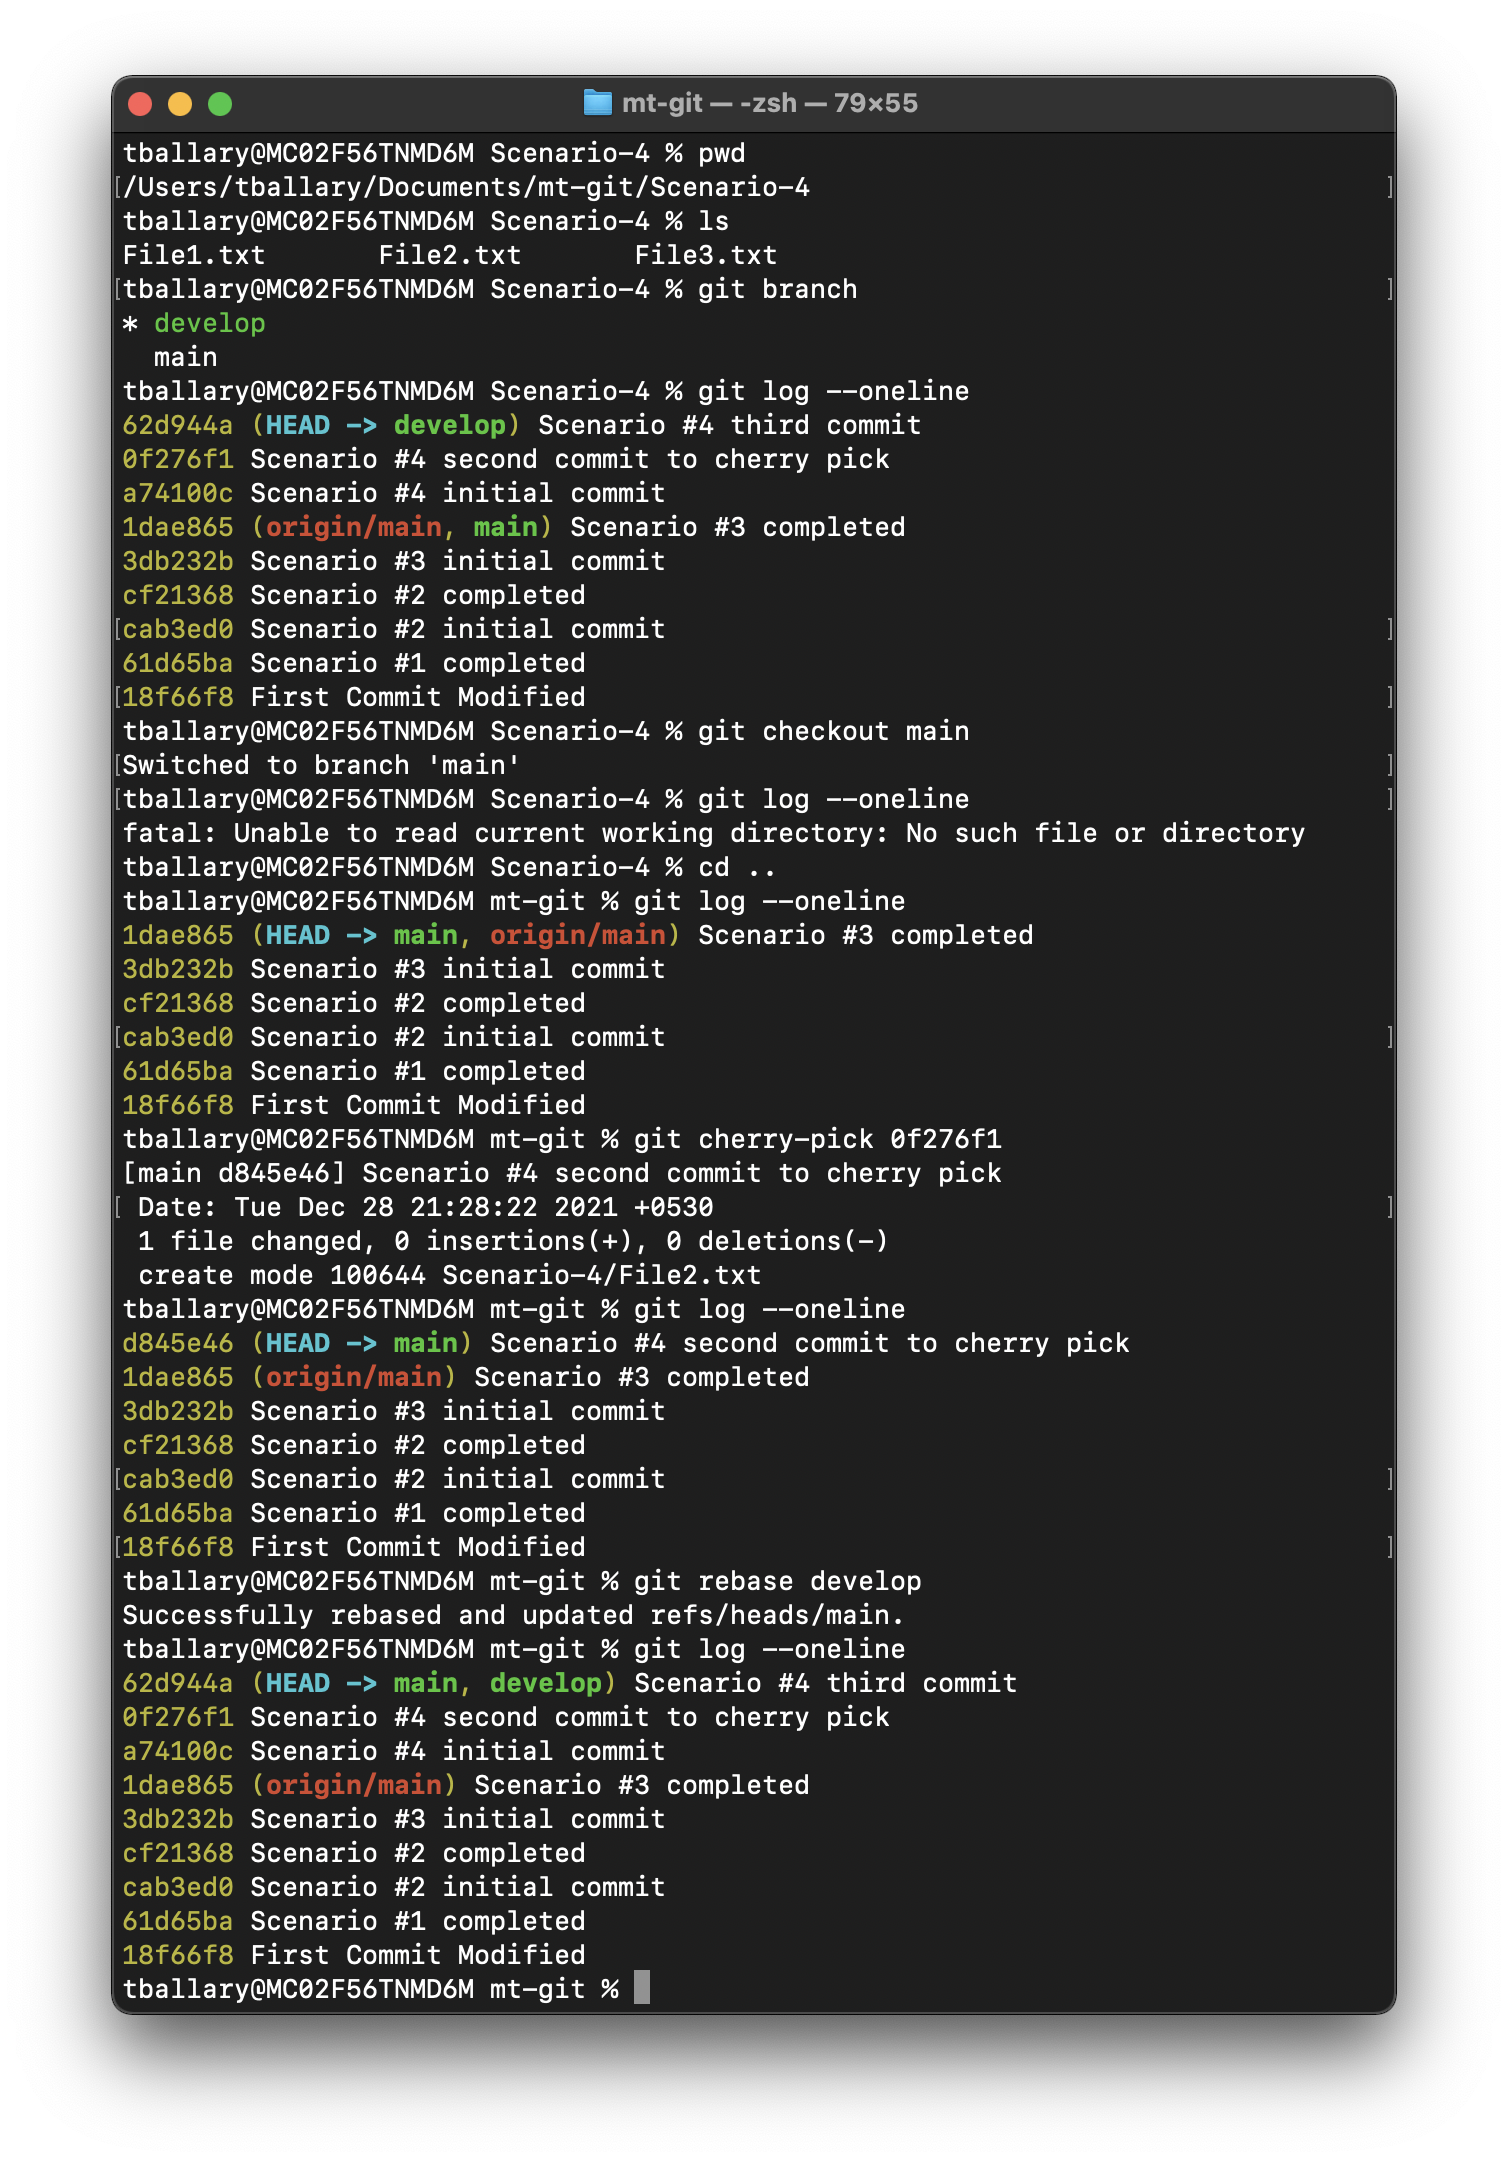 mt-git — -zsh — 79×55
tballary@MC02F56TNMD6M Scenario-4 % pwd
[/Users/tballary/Documents/mt-git/Scenario-4 ]
tballary@MC02F56TNMD6M Scenario-4 % ls
File1.txt File2.txt File3.txt
[tballary@MC02F56TNMD6M Scenario-4 % git branch ]
* develop
main
tballary@MC02F56TNMD6M Scenario-4 % git log --oneline
62d944a (HEAD -> develop) Scenario #4 third commit
0f276f1 Scenario #4 second commit to cherry pick
a74100c Scenario #4 initial commit
1dae865 (origin/main, main) Scenario #3 completed
3db232b Scenario #3 initial commit
cf21368 Scenario #2 completed
[cab3ed0 Scenario #2 initial commit ]
61d65ba Scenario #1 completed
[18f66f8 First Commit Modified ]
tballary@MC02F56TNMD6M Scenario-4 % git checkout main
[Switched to branch 'main' ]
[tballary@MC02F56TNMD6M Scenario-4 % git log --oneline ]
fatal: Unable to read current working directory: No such file or directory
tballary@MC02F56TNMD6M Scenario-4 % cd ..
tballary@MC02F56TNMD6M mt-git % git log --oneline
1dae865 (HEAD -> main, origin/main) Scenario #3 completed
3db232b Scenario #3 initial commit
cf21368 Scenario #2 completed
[cab3ed0 Scenario #2 initial commit ]
61d65ba Scenario #1 completed
18f66f8 First Commit Modified
tballary@MC02F56TNMD6M mt-git % git cherry-pick 0f276f1
[main d845e46] Scenario #4 second commit to cherry pick
[ Date: Tue Dec 28 21:28:22 2021 +0530 ]
1 file changed, 0 insertions(+), 0 deletions(-)
create mode 100644 Scenario-4/File2.txt
tballary@MC02F56TNMD6M mt-git % git log --oneline
d845e46 (HEAD -> main) Scenario #4 second commit to cherry pick
1dae865 (origin/main) Scenario #3 completed
3db232b Scenario #3 initial commit
cf21368 Scenario #2 completed
[cab3ed0 Scenario #2 initial commit ]
61d65ba Scenario #1 completed
[18f66f8 First Commit Modified ]
tballary@MC02F56TNMD6M mt-git % git rebase develop
Successfully rebased and updated refs/heads/main.
tballary@MC02F56TNMD6M mt-git % git log --oneline
62d944a (HEAD -> main, develop) Scenario #4 third commit
0f276f1 Scenario #4 second commit to cherry pick
a74100c Scenario #4 initial commit
1dae865 (origin/main) Scenario #3 completed
3db232b Scenario #3 initial commit
cf21368 Scenario #2 completed
cab3ed0 Scenario #2 initial commit
61d65ba Scenario #1 completed
18f66f8 First Commit Modified
tballary@MC02F56TNMD6M mt-git %